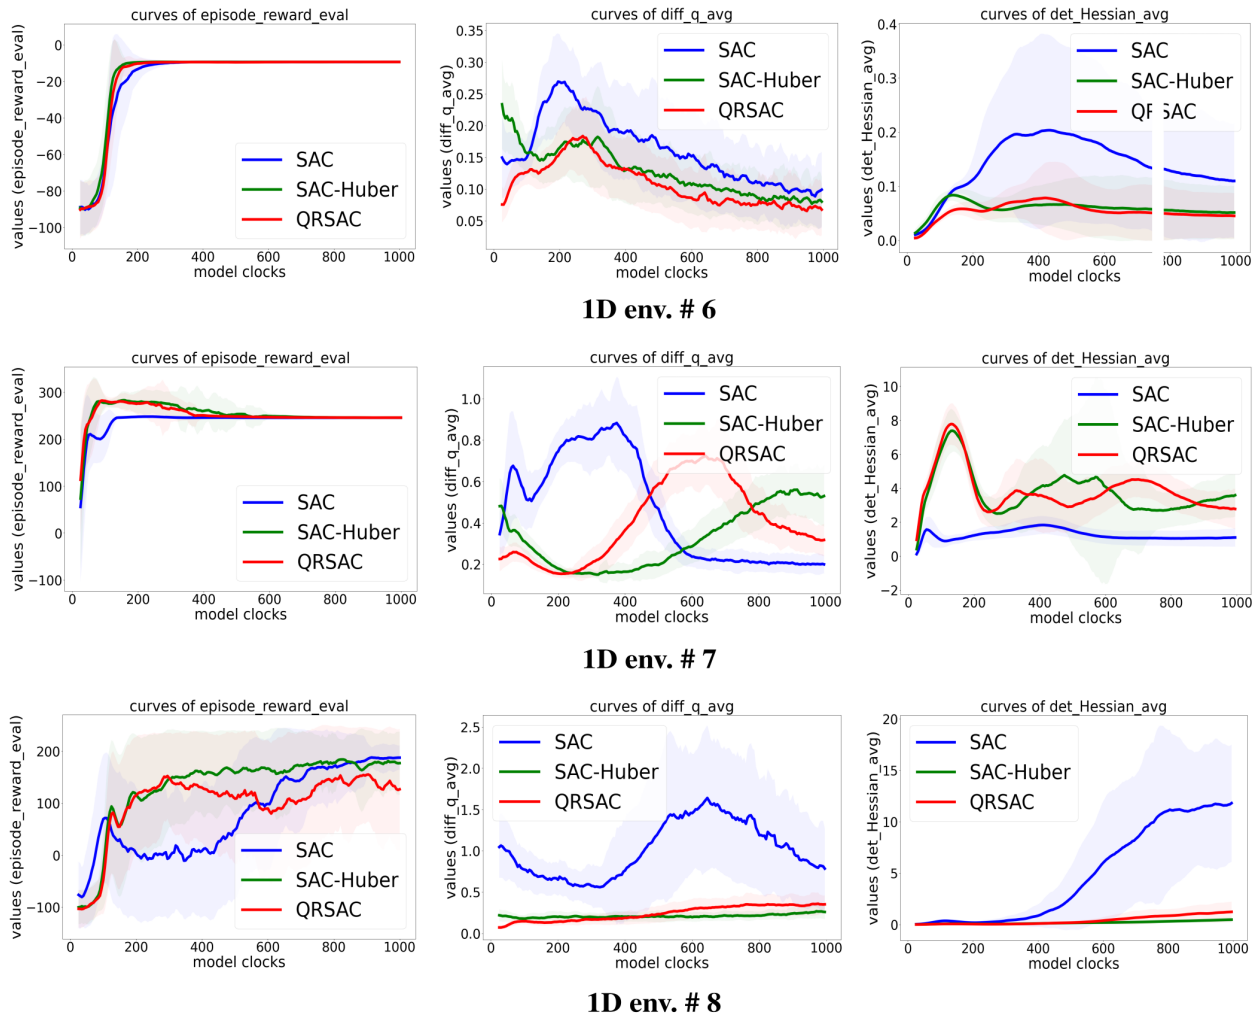 curves of episode_reward_eval)
values (episode_reward_eval)
0
−20
−40
−60
−80
−100
SAC
SAC-Huber
QRSAC
0 200 400 600 800 1000
model clocks
curves of diff_q_avg
values (diff_q_avg)
0.35
0.30
0.25
0.20
0.15
0.10
0.05
SAC
SAC-Huber
QRSAC
0 200 400 600 800 1000
model clocks
curves of det_Hessian_avg
values (det_Hessian_avg)
0.4
0.3
0.2
0.1
0.0
SAC
SAC-Huber
QRSAC
0 200 400 600 800 1000
model clocks
1D env. # 6
curves of episode_reward_eval
values (episode_reward_eval)
300
200
100
0
−100
SAC
SAC-Huber
QRSAC
0 200 400 600 800 1000
model clocks
curves of diff_q_avg
values (diff_q_avg)
1.0
0.8
0.6
0.4
0.2
SAC
SAC-Huber
QRSAC
0 200 400 600 800 1000
model clocks
curves of det_Hessian_avg
values (det_Hessian_avg)
10
8
6
4
2
0
−2
SAC
SAC-Huber
QRSAC
0 200 400 600 800 1000
model clocks
1D env. # 7
curves of episode_reward_eval
values (episode_reward_eval)
200
100
0
−100
SAC
SAC-Huber
QRSAC
0 200 400 600 800 1000
model clocks
curves of diff_q_avg
values (diff_q_avg)
2.5
2.0
1.5
1.0
0.5
0.0
SAC
SAC-Huber
QRSAC
0 200 400 600 800 1000
model clocks
curves of det_Hessian_avg
values (det_Hessian_avg)
20
15
10
5
0
SAC
SAC-Huber
QRSAC
0 200 400 600 800 1000
model clocks
1D env. # 8